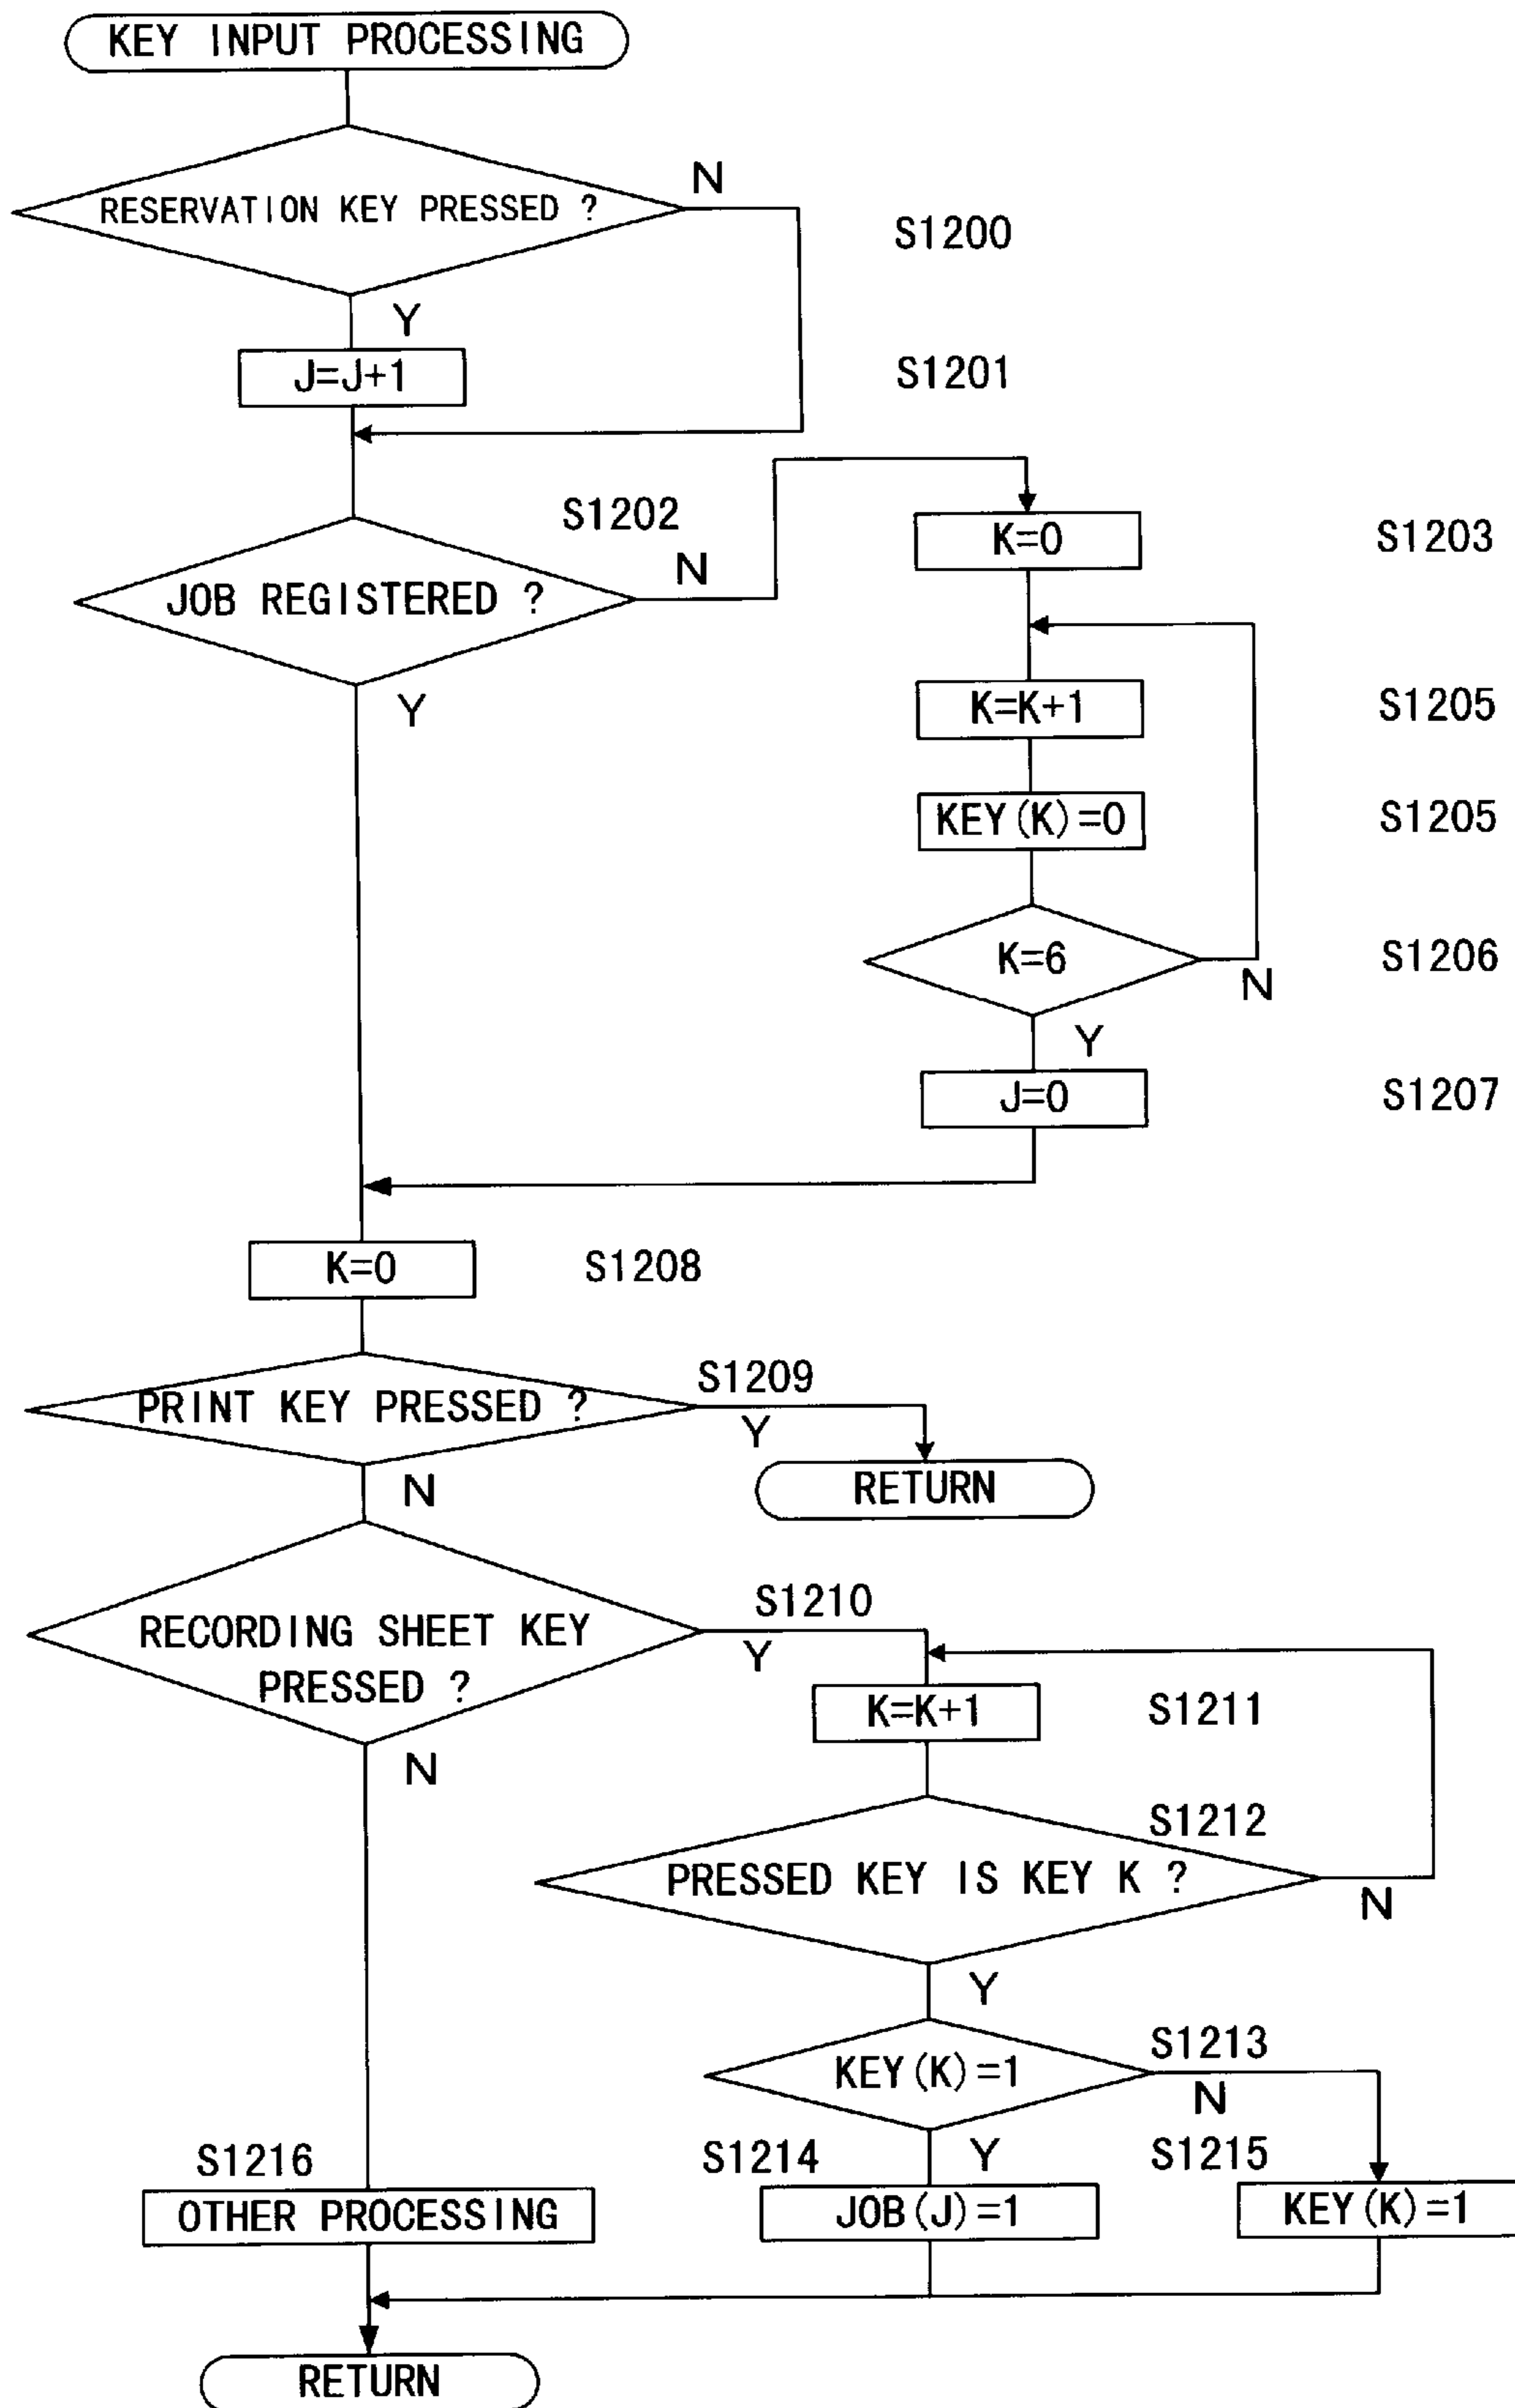 KEY INPUT PROCESSING
N
RESERVATION KEY PRESSED ?
S1200
Y
J=J+1
S1201
S1202
K=0
S1203
N
JOB REGISTERED ?
Y
K=K+1
S1205
KEY(K)=0
S1205
K=6
S1206
N
Y
J=0
S1207
K=0
S1208
S1209
PRINT KEY PRESSED ?
Y
N
RETURN
S1210
RECORDING SHEET KEY
PRESSED ?
Y
K=K+1
S1211
N
S1212
PRESSED KEY IS KEY K ?
N
Y
S1213
KEY(K)=1
N
S1216
S1214
Y
S1215
OTHER PROCESSING
JOB(J)=1
KEY(K)=1
RETURN